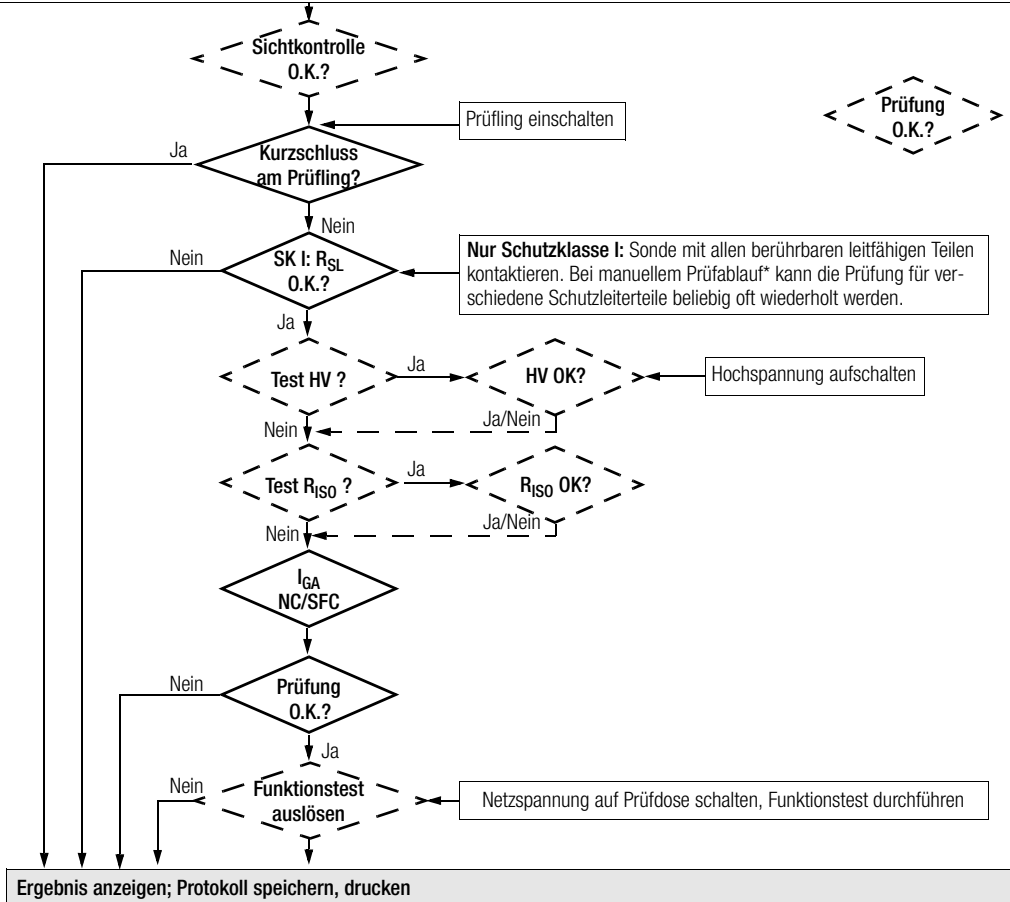 Sichtkontrolle
O.K.?
Prüfling einschalten
Prüfung
O.K.?
Ja
Kurzschluss
am Prüfling?
Nein
Nein
SK I: RSL
O.K.?
Nur Schutzklasse I: Sonde mit allen berührbaren leitfähigen Teilen
kontaktieren. Bei manuellem Prüfablauf* kann die Prüfung für ver-
schiedene Schutzleiterteile beliebig oft wiederholt werden.
Ja
Test HV ?
Ja
HV OK?
Hochspannung aufschalten
Ja/Nein
Nein
Test RISO ?
Ja
RISO OK?
Ja/Nein
Nein
IGA
NC/SFC
Nein
Prüfung
O.K.?
Ja
Nein
Funktionstest
auslösen
Netzspannung auf Prüfdose schalten, Funktionstest durchführen
Ergebnis anzeigen; Protokoll speichern, drucken